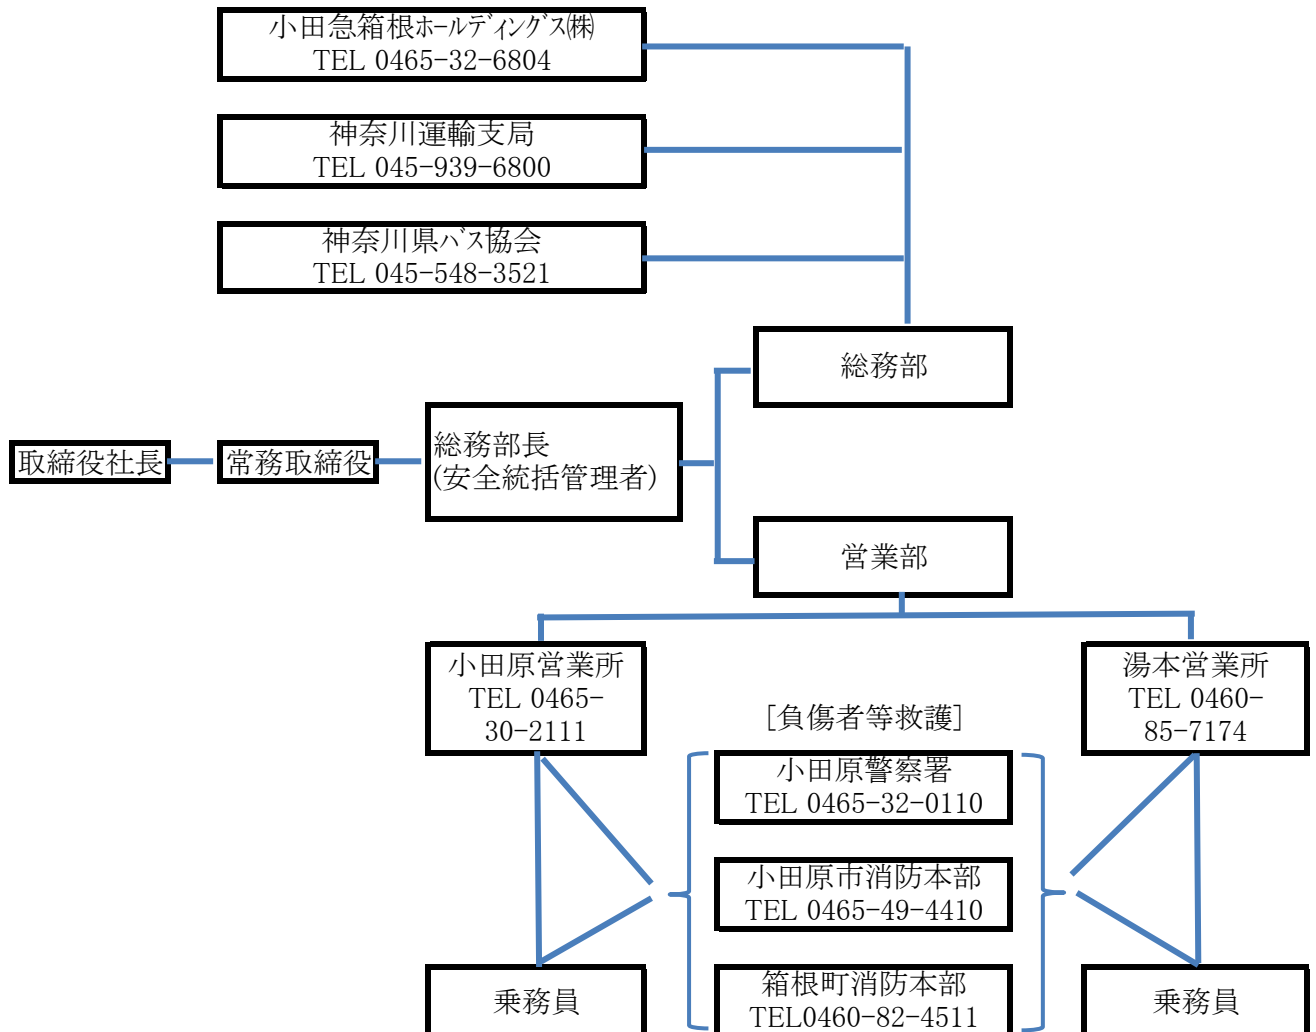 小田急箱根ホールディングス㈱
TEL 0465-32-6804
神奈川運輸支局
TEL 045-939-6800
神奈川県バス協会
TEL 045-548-3521
総務部
取締役社長
常務取締役
総務部長
(安全統括管理者)
営業部
小田原営業所
TEL 0465-
30-2111
湯本営業所
TEL 0460-
85-7174
[負傷者等救護]
小田原警察署
TEL 0465-32-0110
小田原市消防本部
TEL 0465-49-4410
乗務員
箱根町消防本部
TEL0460-82-4511
乗務員